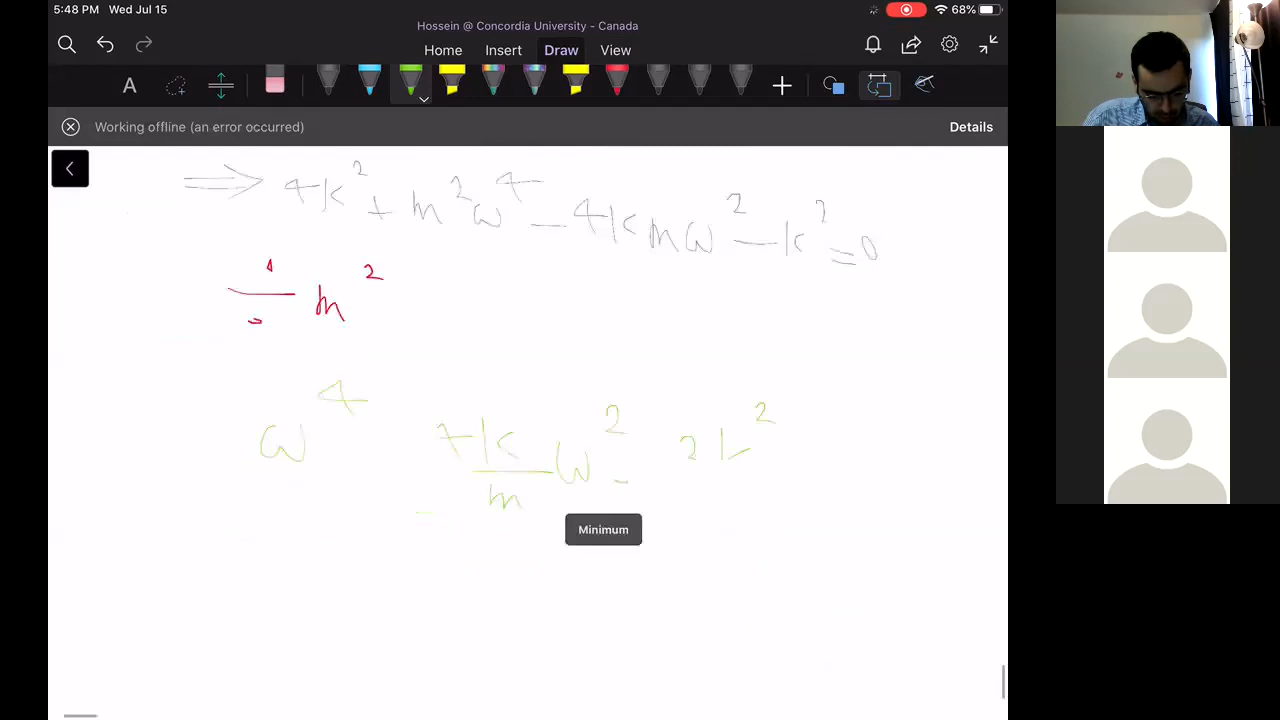 5:48 PM Wed Jul 15
68%
Hossein @ Concordia University - Canada
Home Insert Draw View
A
Working offline (an error occurred) Details
⟹ 4k² + m²ω⁴ − 4kmω² − k² = 0
÷ m²
ω⁴ − 4k/m ω² − 3k²
Minimum